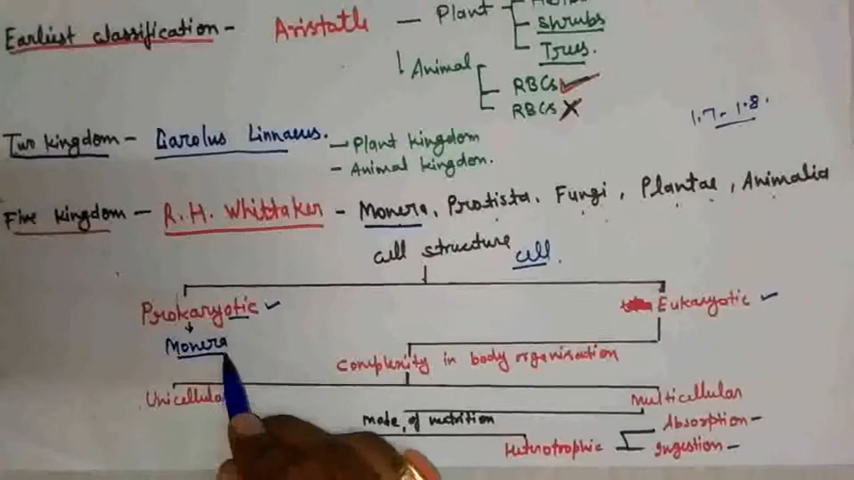 Earliest classification - Aristatle - Plant
Shrubs
Trees.
Animal
RBCs ✓
RBCs ✗
1.7 - 1.8.
Two kingdom - Carolus Linnaeus. - Plant kingdom
- Animal kingdom.
Five kingdom - R.H. Whittaker - Monera, Protista, Fungi, Plantae, Animalia
cell structure cell.
Prokaryotic ✓ Eukaryotic ✓
Monera
Complexity in body organisation
Unicellula multicellular
mode of nutrition
Absorption -
Heterotrophic
Ingestion -